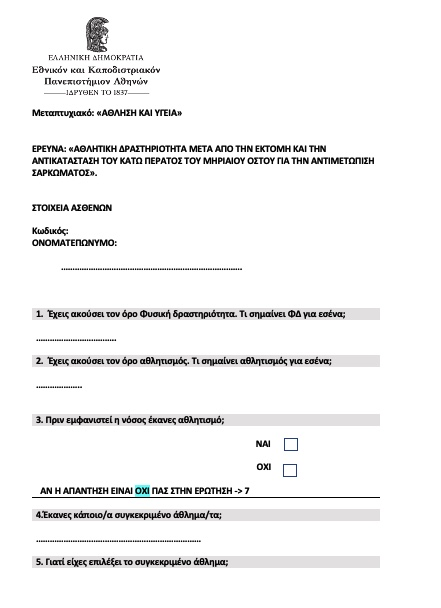 ΕΛΛΗΝΙΚΗ ΔΗΜΟΚΡΑΤΙΑ
Εθνικόν και Καποδιστριακόν
Πανεπιστήμιον Αθηνών
———ΙΔΡΥΘΕΝ ΤΟ 1837———
Μεταπτυχιακό: «ΑΘΛΗΣΗ ΚΑΙ ΥΓΕΙΑ»
ΕΡΕΥΝΑ: «ΑΘΛΗΤΙΚΗ ΔΡΑΣΤΗΡΙΟΤΗΤΑ ΜΕΤΑ ΑΠΟ ΤΗΝ ΕΚΤΟΜΗ ΚΑΙ ΤΗΝ
ΑΝΤΙΚΑΤΑΣΤΑΣΗ ΤΟΥ ΚΑΤΩ ΠΕΡΑΤΟΣ ΤΟΥ ΜΗΡΙΑΙΟΥ ΟΣΤΟΥ ΓΙΑ ΤΗΝ ΑΝΤΙΜΕΤΩΠΙΣΗ
ΣΑΡΚΩΜΑΤΟΣ».
ΣΤΟΙΧΕΙΑ ΑΣΘΕΝΩΝ
Κωδικός:
ΟΝΟΜΑΤΕΠΩΝΥΜΟ:
...............................................................
1. Έχεις ακούσει τον όρο Φυσική δραστηριότητα. Τι σημαίνει ΦΔ για εσένα;
............................
2. Έχεις ακούσει τον όρο αθλητισμός. Τι σημαίνει αθλητισμός για εσένα;
................
3. Πριν εμφανιστεί η νόσος έκανες αθλητισμό;
ΝΑΙ
ΟΧΙ
ΑΝ Η ΑΠΑΝΤΗΣΗ ΕΙΝΑΙ ΟΧΙ ΠΑΣ ΣΤΗΝ ΕΡΩΤΗΣΗ -> 7
4.Έκανες κάποιο/α συγκεκριμένο άθλημα/τα;
.........................................................
5. Γιατί είχες επιλέξει το συγκεκριμένο άθλημα;